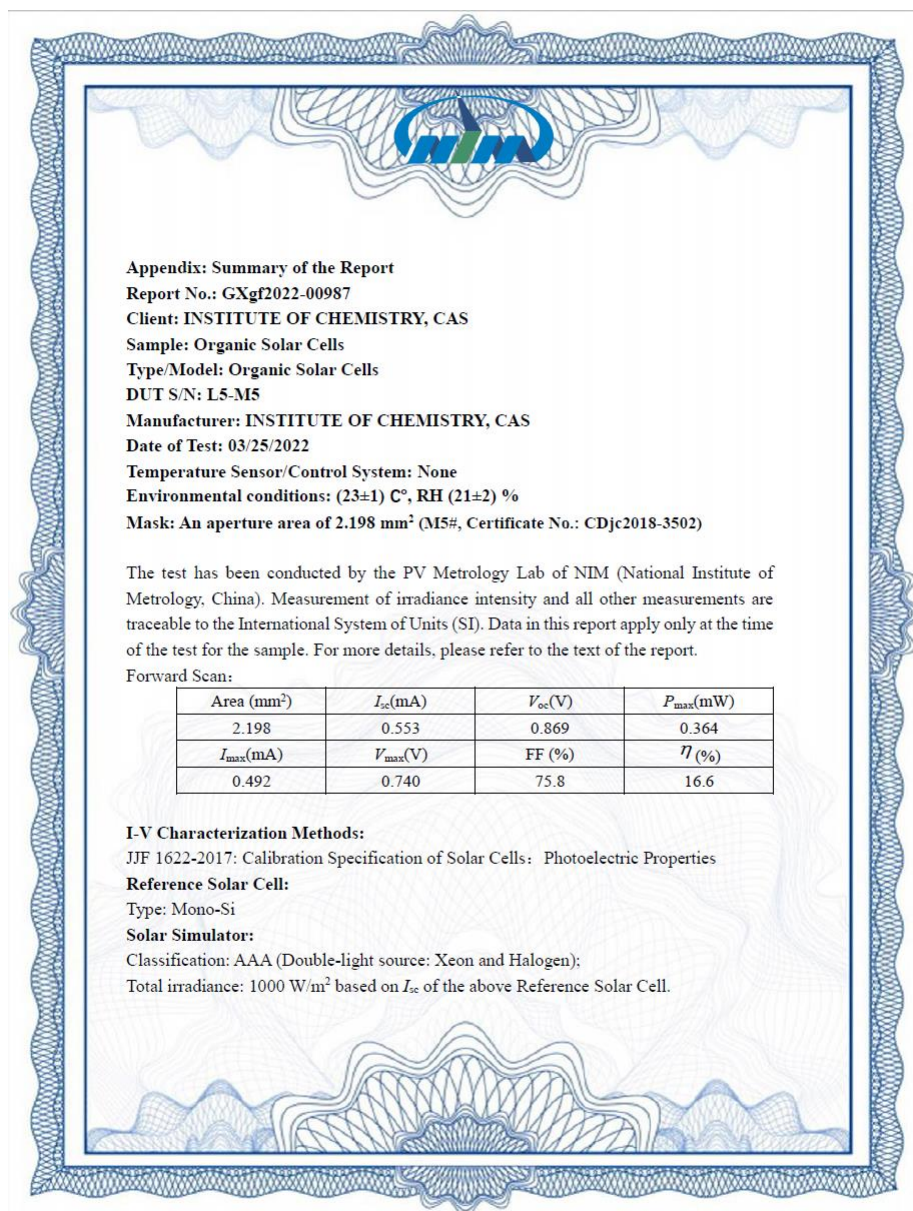 NIM
Appendix: Summary of the Report
Report No.: GXgf2022-00987
Client: INSTITUTE OF CHEMISTRY, CAS
Sample: Organic Solar Cells
Type/Model: Organic Solar Cells
DUT S/N: L5-M5
Manufacturer: INSTITUTE OF CHEMISTRY, CAS
Date of Test: 03/25/2022
Temperature Sensor/Control System: None
Environmental conditions: (23±1) C°, RH (21±2) %
Mask: An aperture area of 2.198 mm² (M5#, Certificate No.: CDjc2018-3502)
The test has been conducted by the PV Metrology Lab of NIM (National Institute of
Metrology, China). Measurement of irradiance intensity and all other measurements are
traceable to the International System of Units (SI). Data in this report apply only at the time
of the test for the sample. For more details, please refer to the text of the report.
Forward Scan:
Area (mm²) Isc(mA) Voc(V) Pmax(mW)
2.198 0.553 0.869 0.364
Imax(mA) Vmax(V) FF (%) η (%)
0.492 0.740 75.8 16.6
I-V Characterization Methods:
JJF 1622-2017: Calibration Specification of Solar Cells: Photoelectric Properties
Reference Solar Cell:
Type: Mono-Si
Solar Simulator:
Classification: AAA (Double-light source: Xeon and Halogen);
Total irradiance: 1000 W/m² based on Isc of the above Reference Solar Cell.